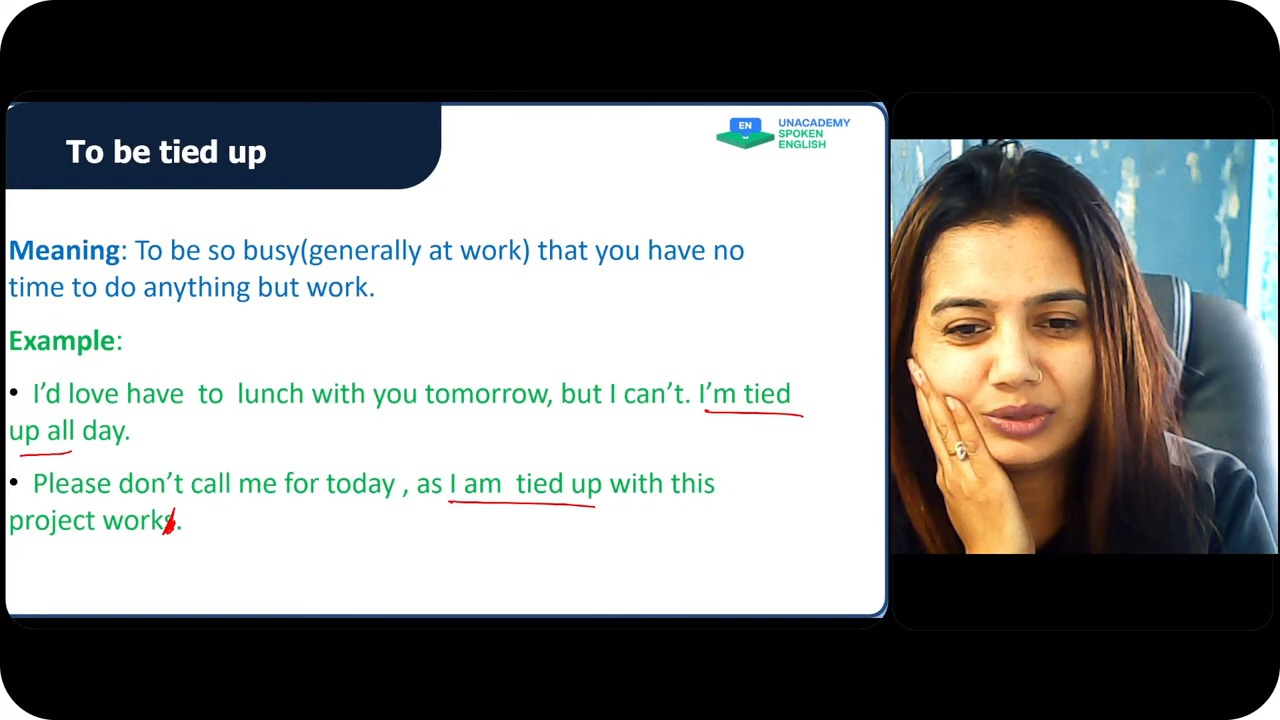 To be tied up
EN
UNACADEMY
SPOKEN
ENGLISH
Meaning: To be so busy(generally at work) that you have no
time to do anything but work.
Example:
• I’d love have to lunch with you tomorrow, but I can’t. I’m tied
up all day.
• Please don’t call me for today , as I am tied up with this
project works.